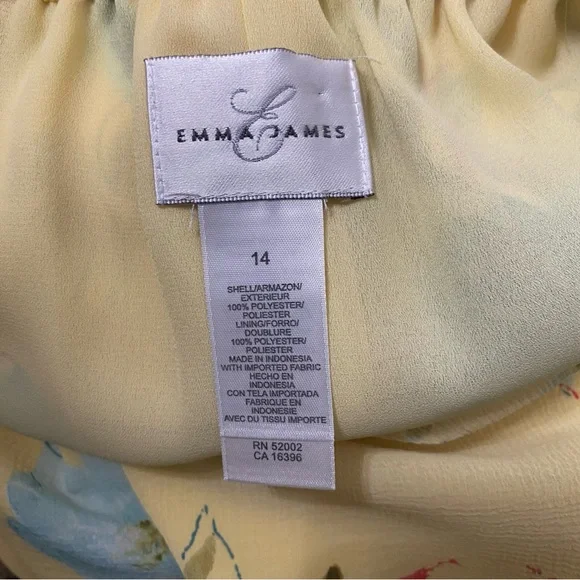 E
EMMA JAMES
14
SHELL/ARMAZON/
EXTERIEUR
100% POLYESTER/
POLIESTER
LINING/FORRO/
DOUBLURE
100% POLYESTER/
POLIESTER
MADE IN INDONESIA
WITH IMPORTED FABRIC
HECHO EN
INDONESIA
CON TELA IMPORTADA
FABRIQUE EN
INDONESIE
AVEC DU TISSU IMPORTE
RN 52002
CA 16396